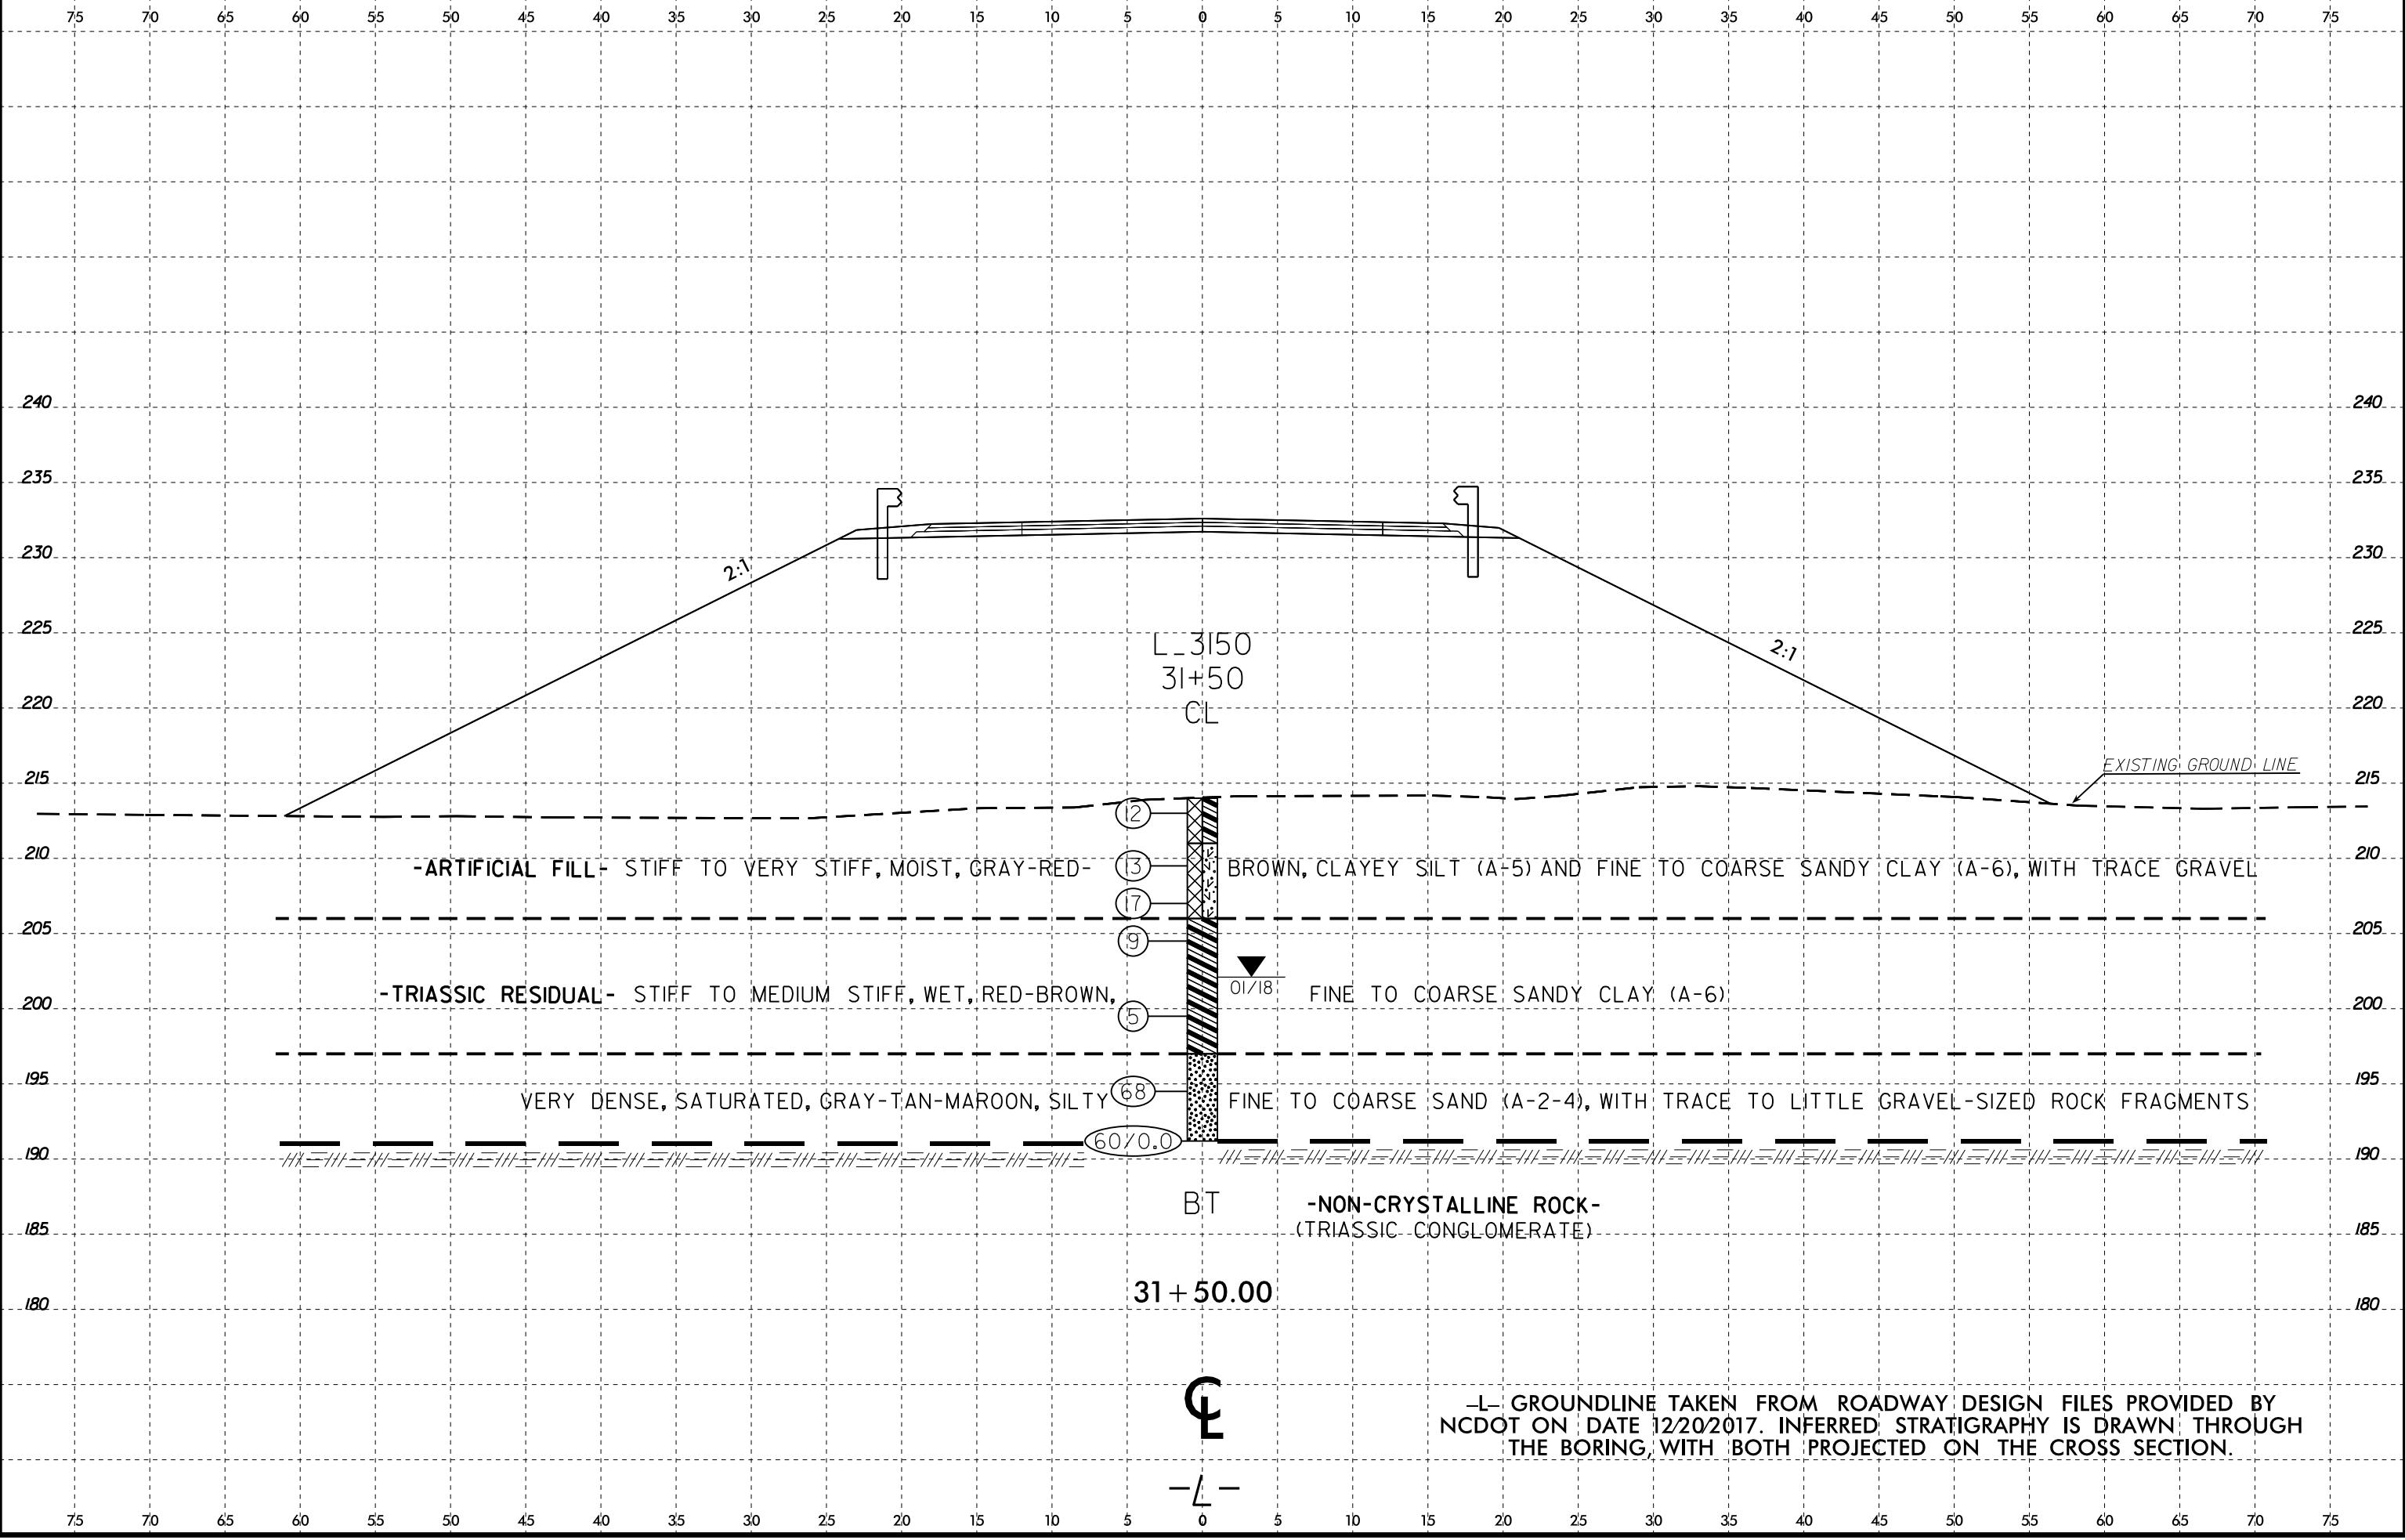 75 70 65 60 55 50 45 40 35 30 25 20 15 10 5 0 5 10 15 20 25 30 35 40 45 50 55 60 65 70 75
240 240
235 235
230 230
2:1
225 225
L_3150
2:1
31+50
220 220
CL
EXISTING GROUND LINE
215 215
12
210 210
-ARTIFICIAL FILL- STIFF TO VERY STIFF, MOIST, GRAY-RED- 13 BROWN, CLAYEY SILT (A-5) AND FINE TO COARSE SANDY CLAY (A-6), WITH TRACE GRAVEL
17
205 205
9
01/18
-TRIASSIC RESIDUAL- STIFF TO MEDIUM STIFF, WET, RED-BROWN, FINE TO COARSE SANDY CLAY (A-6)
200 200
5
195 195
68
VERY DENSE, SATURATED, GRAY-TAN-MAROON, SILTY FINE TO COARSE SAND (A-2-4), WITH TRACE TO LITTLE GRAVEL-SIZED ROCK FRAGMENTS
60/0.0
190 190
BT -NON-CRYSTALLINE ROCK-
185 185
(TRIASSIC CONGLOMERATE)
31+50.00
180 180
CL
-L- GROUNDLINE TAKEN FROM ROADWAY DESIGN FILES PROVIDED BY
NCDOT ON DATE 12/20/2017. INFERRED STRATIGRAPHY IS DRAWN THROUGH
THE BORING, WITH BOTH PROJECTED ON THE CROSS SECTION.
-L-
75 70 65 60 55 50 45 40 35 30 25 20 15 10 5 0 5 10 15 20 25 30 35 40 45 50 55 60 65 70 75